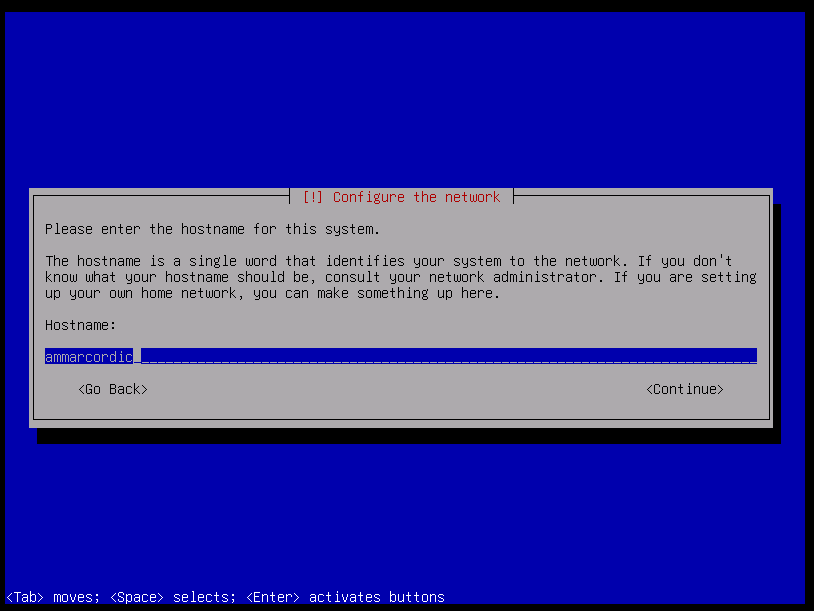 [!] Configure the network
Please enter the hostname for this system.
The hostname is a single word that identifies your system to the network. If you don't
know what your hostname should be, consult your network administrator. If you are setting
up your own home network, you can make something up here.
Hostname:
ammarcordic
<Go Back> <Continue>
<Tab> moves; <Space> selects; <Enter> activates buttons